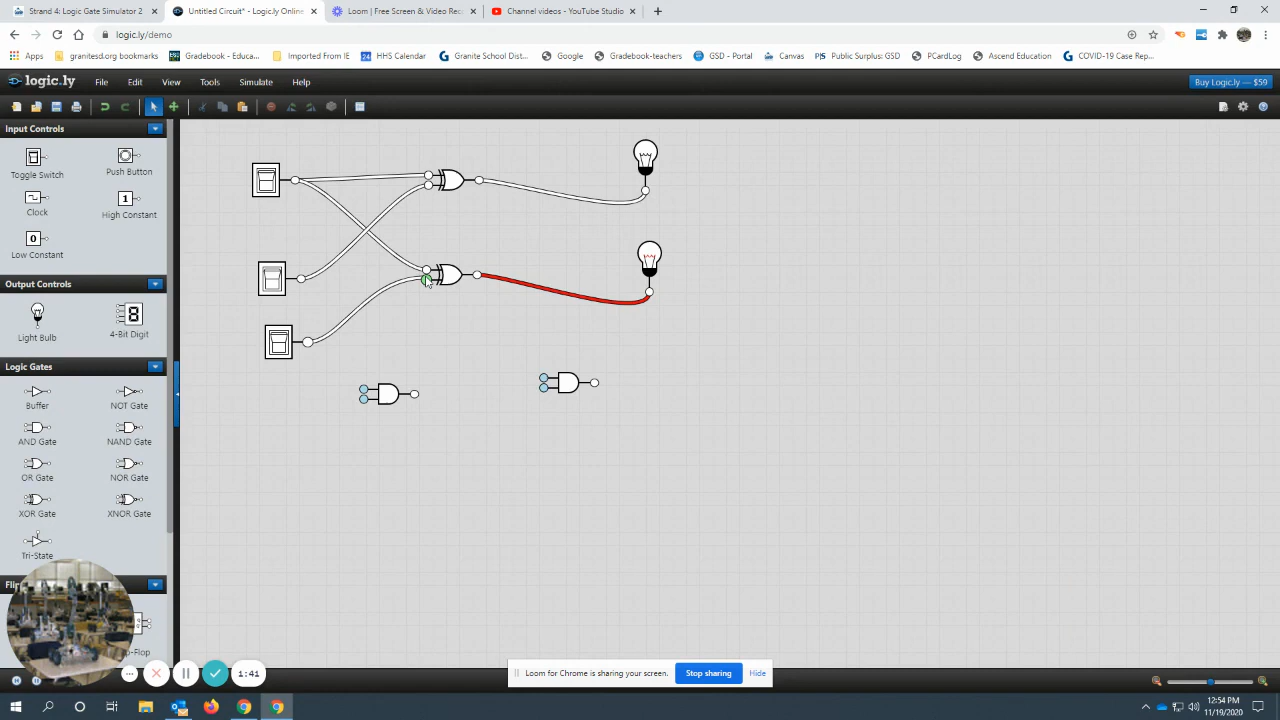 Strand 4: Logic Gate Simulator 2
Untitled Circuit* - Logic.ly Online
Loom | Free Screen & Video Rec
Channel videos - YouTube Studio
logic.ly/demo
Apps
granitesd.org bookmarks
Gradebook - Educa...
Imported From IE
HHS Calendar
Granite School Dist...
Google
Gradebook-teachers
GSD - Portal
Canvas
Public Surplus: GSD
PCardLog
Ascend Education
COVID-19 Case Rep...
logic.ly
File
Edit
View
Tools
Simulate
Help
Buy Logic.ly — $59
Input Controls
Toggle Switch
Push Button
Clock
High Constant
Low Constant
Output Controls
Light Bulb
4-Bit Digit
Logic Gates
Buffer
NOT Gate
AND Gate
NAND Gate
OR Gate
NOR Gate
XOR Gate
XNOR Gate
Tri-State
1:41
Loom for Chrome is sharing your screen.
Stop sharing
Hide
12:54 PM
11/19/2020